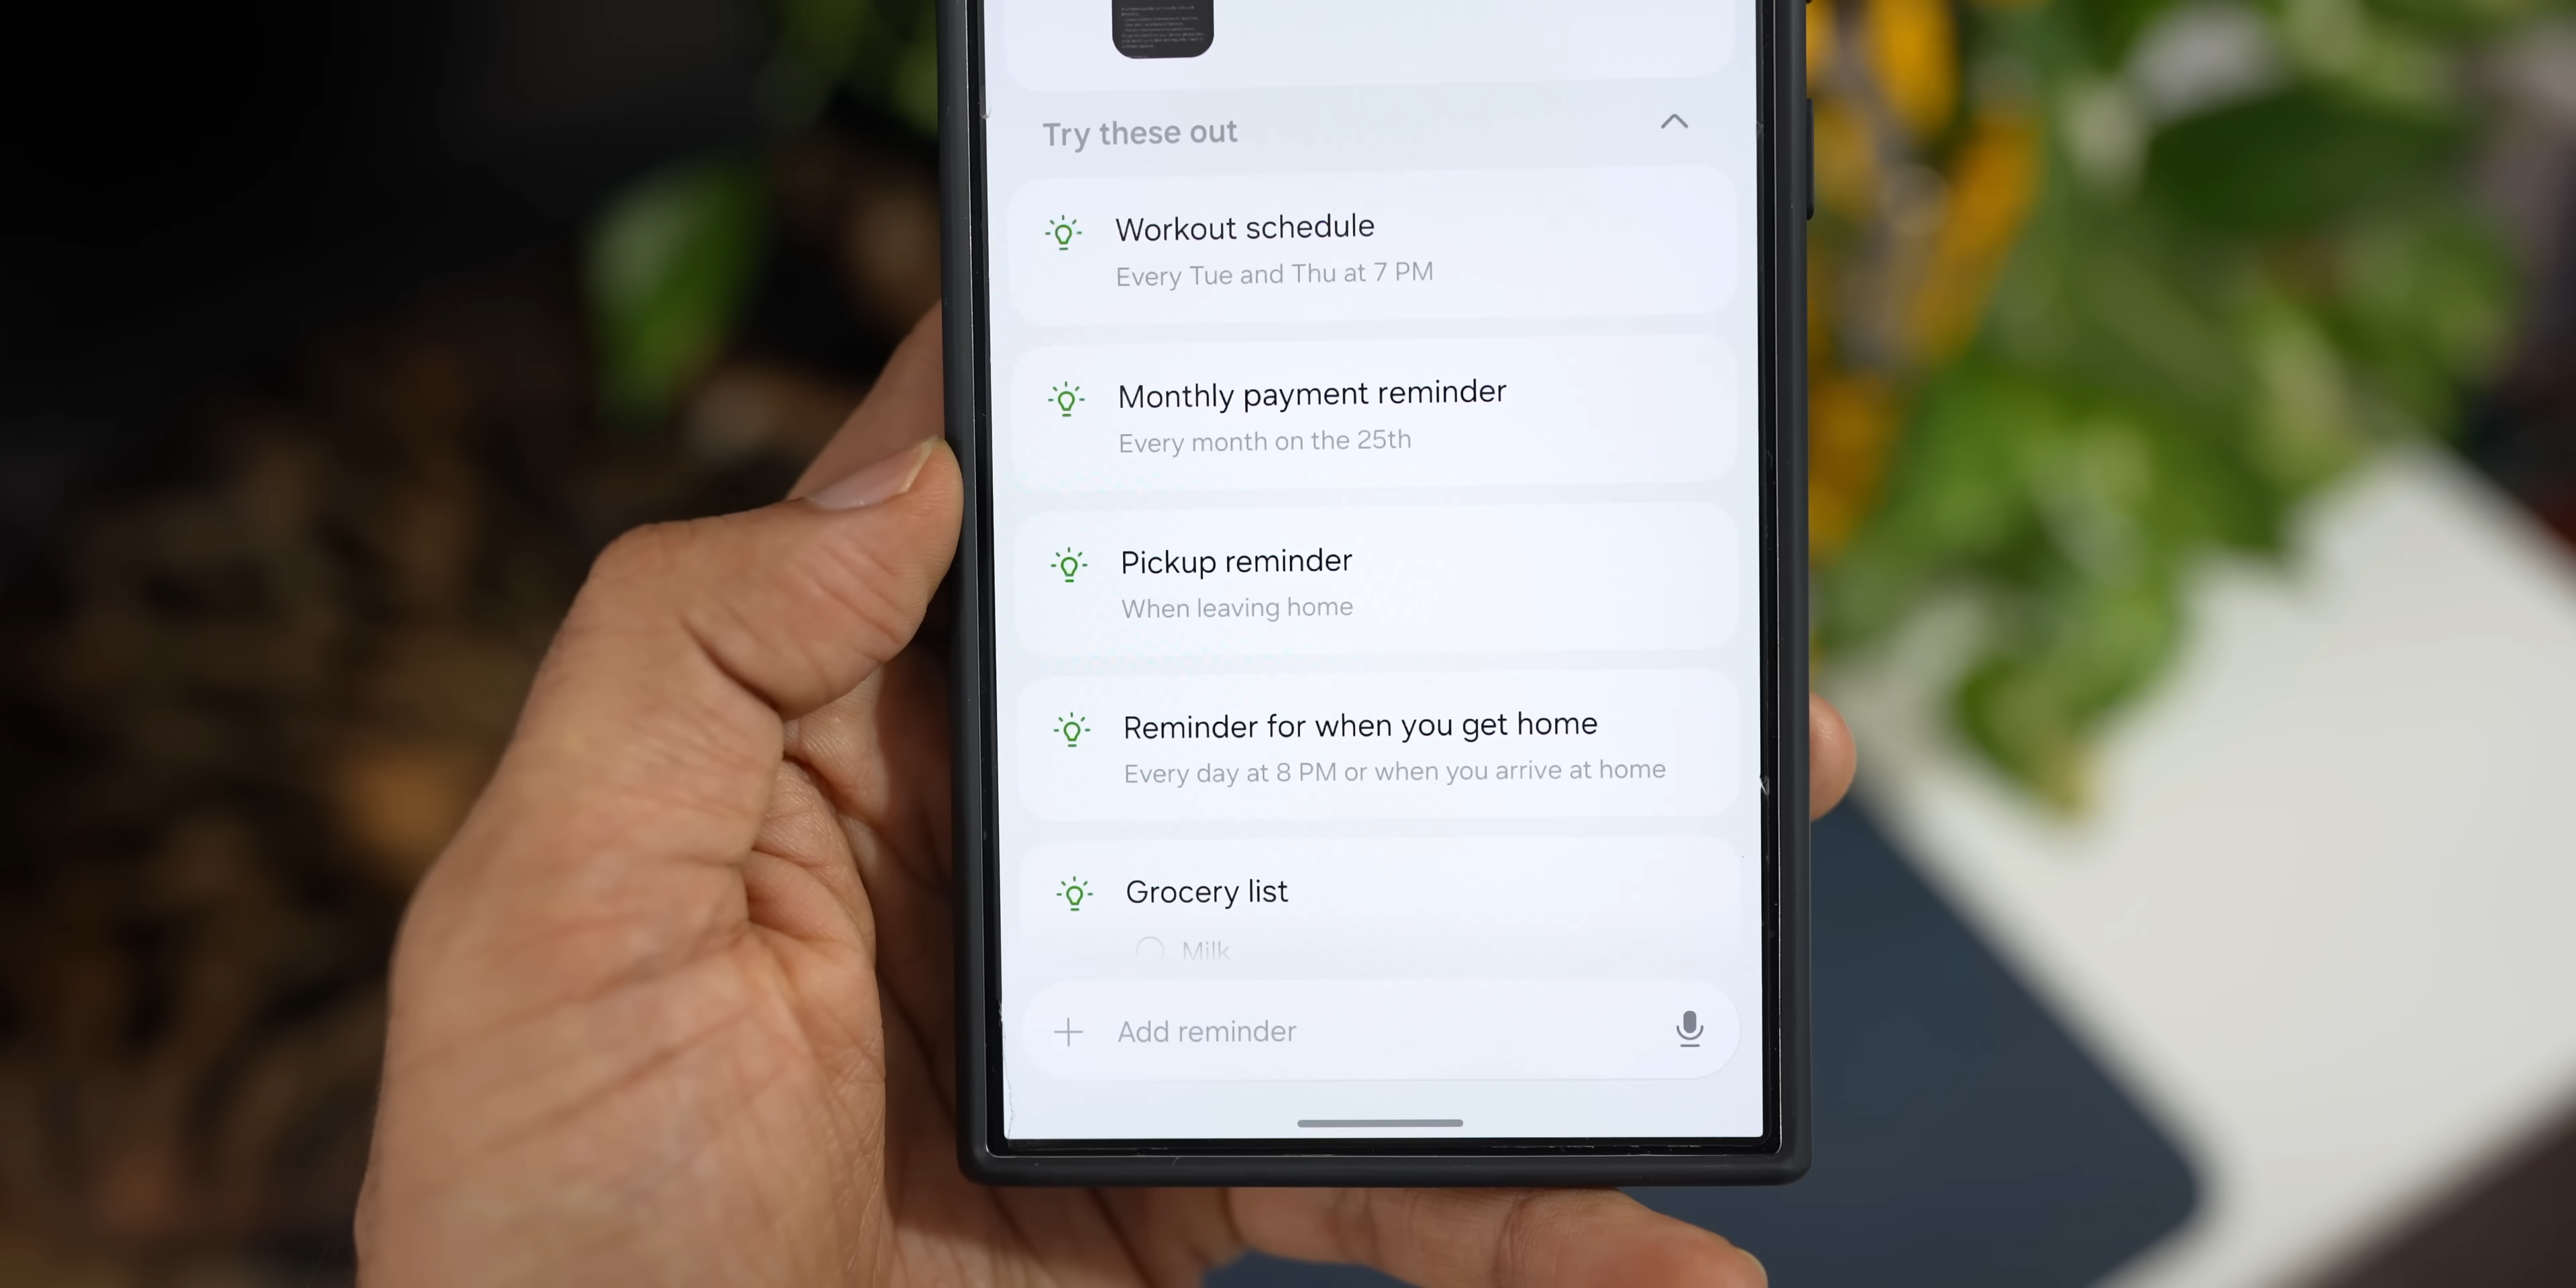 Try these out
Workout schedule
Every Tue and Thu at 7 PM
Monthly payment reminder
Every month on the 25th
Pickup reminder
When leaving home
Reminder for when you get home
Every day at 8 PM or when you arrive at home
Grocery list
Milk
Add reminder